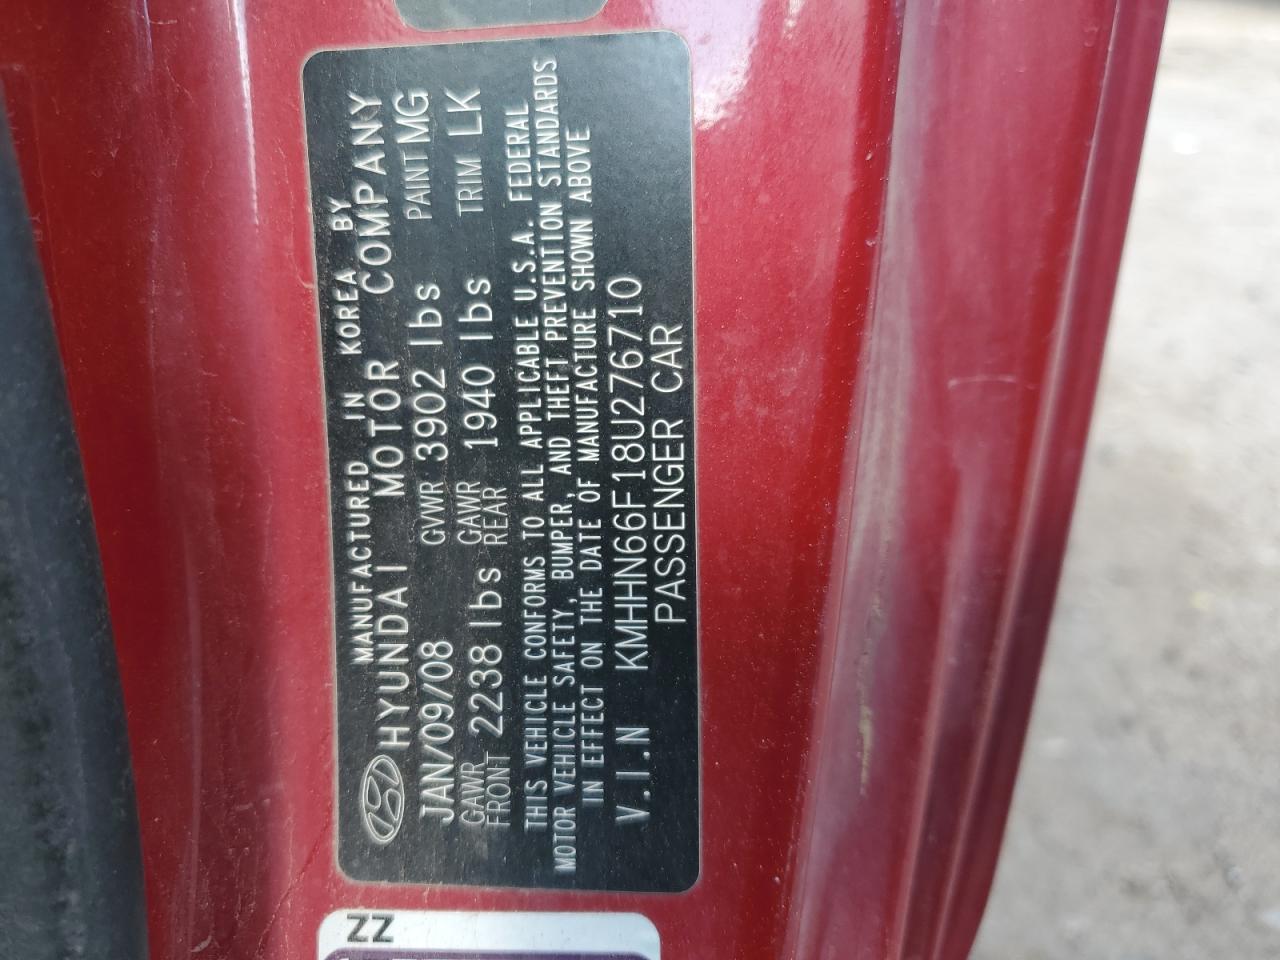 MANUFACTURED IN KOREA BY
HYUNDAI MOTOR COMPANY
JAN/09/08 GVWR 3902 lbs PAINT MG
GAWR FRONT 2238 lbs GAWR REAR 1940 lbs TRIM LK
THIS VEHICLE CONFORMS TO ALL APPLICABLE U.S.A. FEDERAL
MOTOR VEHICLE SAFETY, BUMPER, AND THEFT PREVENTION STANDARDS
IN EFFECT ON THE DATE OF MANUFACTURE SHOWN ABOVE
V.I.N KMHHN66F18U276710
PASSENGER CAR
ZZ